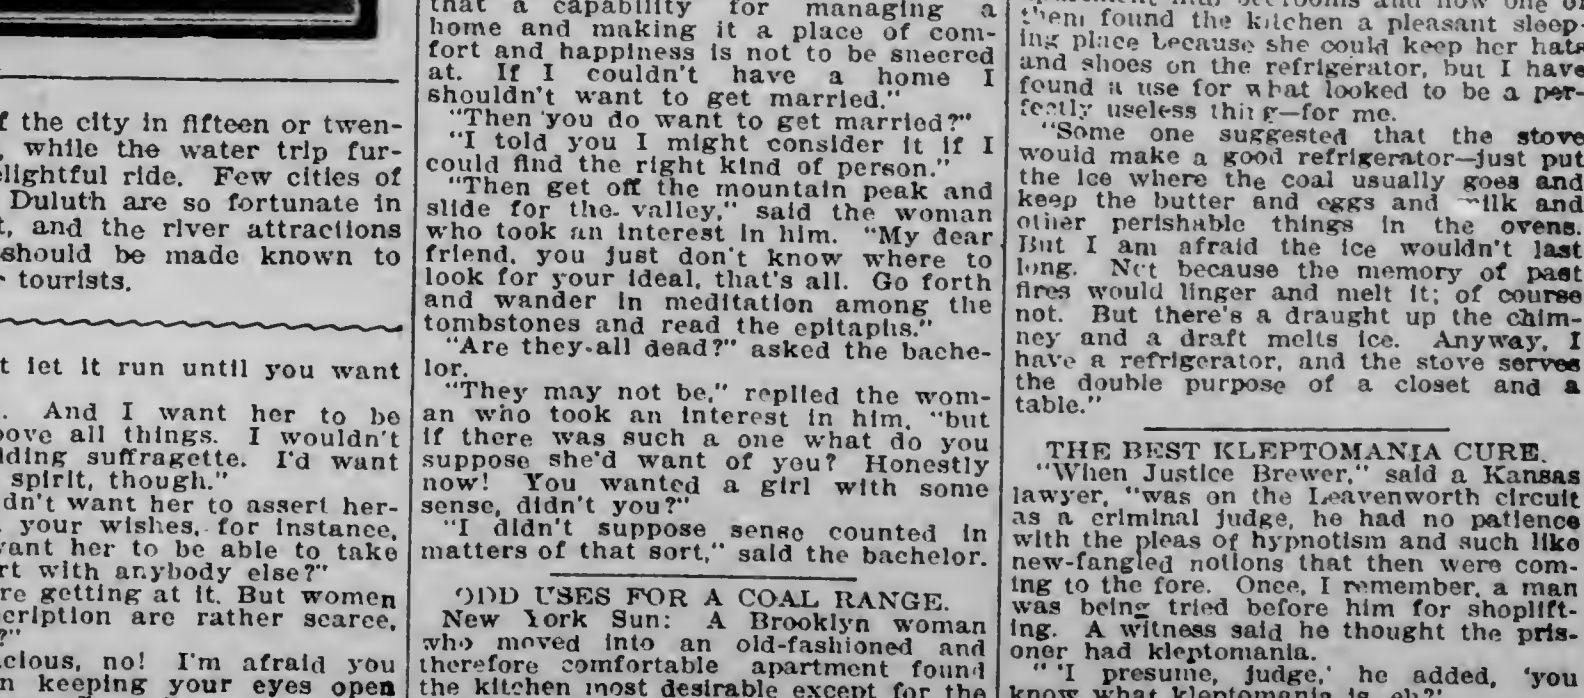 f the city in fifteen or twen-
, while the water trip fur-
lightful ride. Few cities of
Duluth are so fortunate in
t, and the river attractions
should be made known to
tourists.
t let it run until you want
. And I want her to be
bove all things. I wouldn't
lding suffragette. I'd want
spirit, though."
dn't want her to assert her-
your wishes, for instance,
want her to be able to take
rt with anybody else?"
re getting at it. But women
cription are rather scarce,
?"
cious, no! I'm afraid you
n keeping your eyes open
that a capability for managing a
home and making it a place of com-
fort and happiness is not to be sneered
at. If I couldn't have a home I
shouldn't want to get married."
"Then you do want to get married?"
"I told you I might consider it if I
could find the right kind of person."
"Then get off the mountain peak and
slide for the valley," said the woman
who took an interest in him. "My dear
friend, you just don't know where to
look for your ideal, that's all. Go forth
and wander in meditation among the
tombstones and read the epitaphs."
"Are they all dead?" asked the bache-
lor.
"They may not be," replied the wom-
an who took an interest in him, "but
if there was such a one what do you
suppose she'd want of you? Honestly
now! You wanted a girl with some
sense, didn't you?"
"I didn't suppose sense counted in
matters of that sort," said the bachelor.
ODD USES FOR A COAL RANGE.
New York Sun: A Brooklyn woman
who moved into an old-fashioned and
therefore comfortable apartment found
the kitchen most desirable except for the
and now one of
them found the kitchen a pleasant sleep-
ing place because she could keep her hats
and shoes on the refrigerator, but I have
found a use for what looked to be a per-
fectly useless thing—for me.
"Some one suggested that the stove
would make a good refrigerator—just put
the ice where the coal usually goes and
keep the butter and eggs and milk and
other perishable things in the ovens.
But I am afraid the ice wouldn't last
long. Not because the memory of past
fires would linger and melt it; of course
not. But there's a draught up the chim-
ney and a draft melts ice. Anyway, I
have a refrigerator, and the stove serves
the double purpose of a closet and a
table."
THE BEST KLEPTOMANIA CURE.
"When Justice Brewer," said a Kansas
lawyer, "was on the Leavenworth circuit
as a criminal judge, he had no patience
with the pleas of hypnotism and such like
new-fangled notions that then were com-
ing to the fore. Once, I remember, a man
was being tried before him for shoplift-
ing. A witness said he thought the pris-
oner had kleptomania.
" 'I presume, judge,' he added, 'you
know what kleptomania is, eh?'